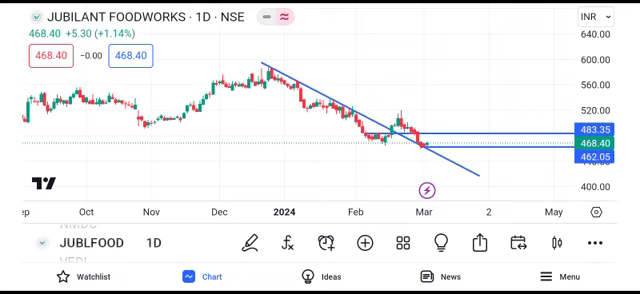 JUBILANT FOODWORKS · 1D · NSE
INR
468.40 +5.30 (+1.14%)
468.40 −0.00 468.40
640.00
600.00
560.00
520.00
483.35
468.40
462.05
400.00
Oct Nov Dec 2024 Feb Mar 2 May
JUBLFOOD 1D
Watchlist Chart Ideas News Menu